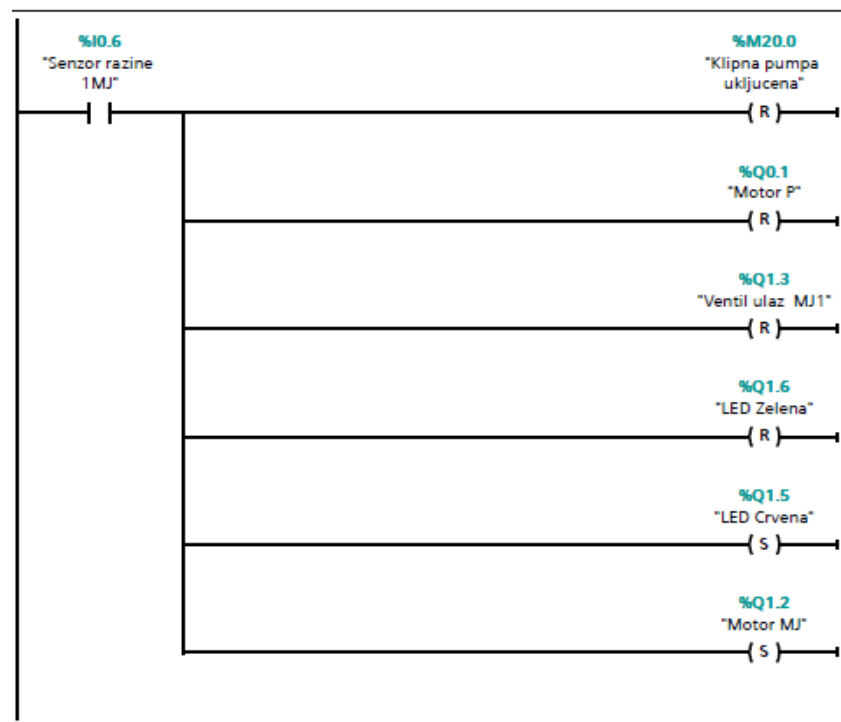 %I0.6
"Senzor razine
1MJ"
%M20.0
"Klipna pumpa
ukljucena"
R
%Q0.1
"Motor P"
R
%Q1.3
"Ventil ulaz  MJ1"
R
%Q1.6
"LED Zelena"
R
%Q1.5
"LED Crvena"
S
%Q1.2
"Motor MJ"
S